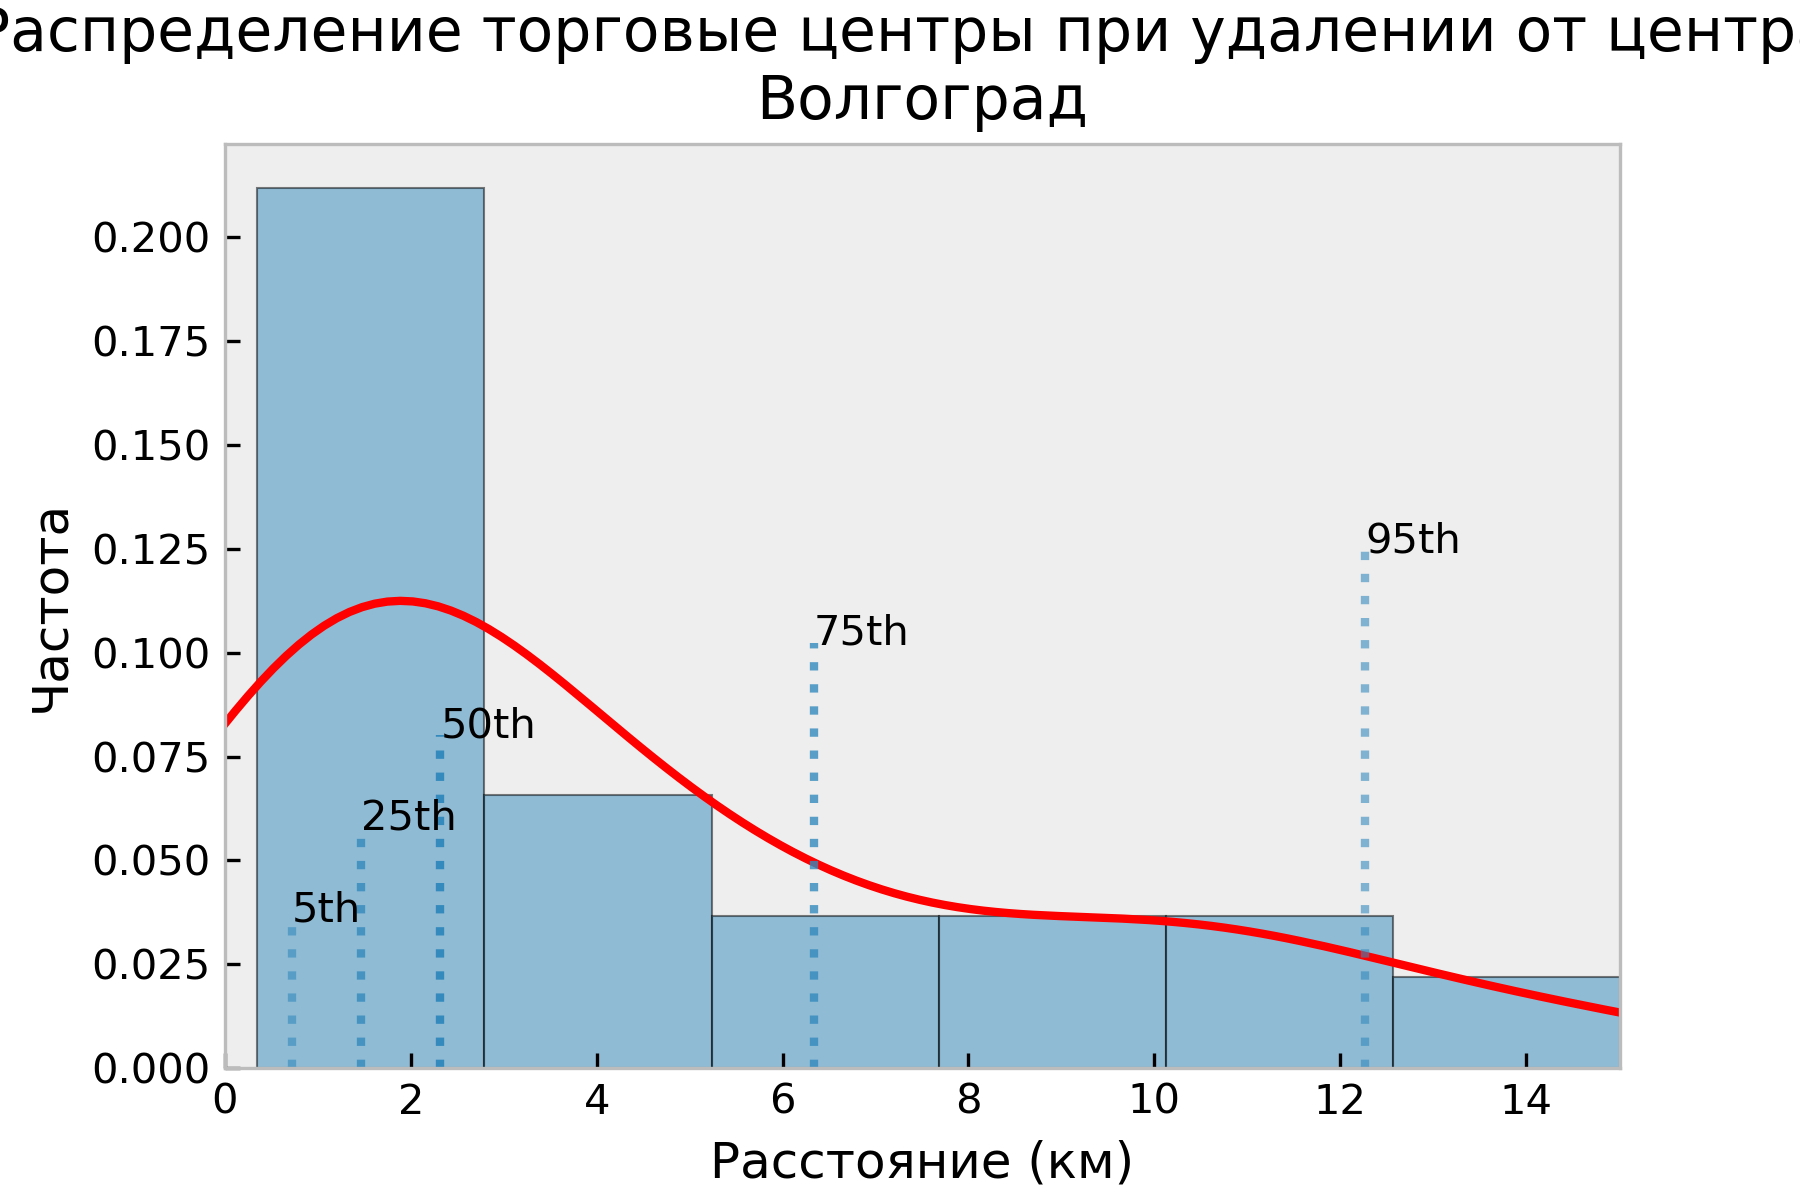 Распределение торговые центры при удалении от центра
Волгоград
Частота
0.200
0.175
0.150
0.125
0.100
0.075
0.050
0.025
0.000
95th
75th
50th
25th
5th
0 2 4 6 8 10 12 14
Расстояние (км)